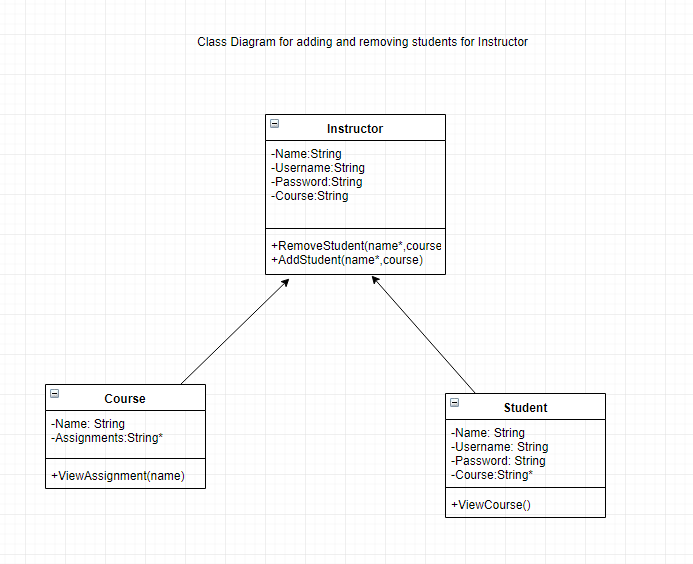 Class Diagram for adding and removing students for Instructor
Instructor
-Name:String
-Username:String
-Password:String
-Course:String
+RemoveStudent(name*,course
+AddStudent(name*,course)
Course
-Name: String
-Assignments:String*
+ViewAssignment(name)
Student
-Name: String
-Username: String
-Password: String
-Course:String*
+ViewCourse()